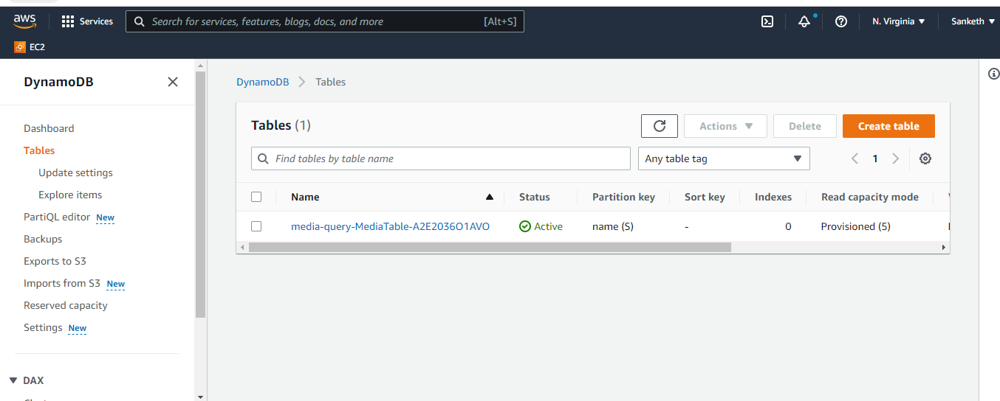 aws
Services
Search for services, features, blogs, docs, and more [Alt+S]
N. Virginia
Sanketh
EC2
DynamoDB
Dashboard
Tables
Update settings
Explore items
PartiQL editor New
Backups
Exports to S3
Imports from S3 New
Reserved capacity
Settings New
DAX
DynamoDB Tables
Tables (1)
Actions
Delete
Create table
Find tables by table name
Any table tag
1
Name Status Partition key Sort key Indexes Read capacity mode
media-query-MediaTable-A2E2036O1AVO Active name (S) - 0 Provisioned (5)